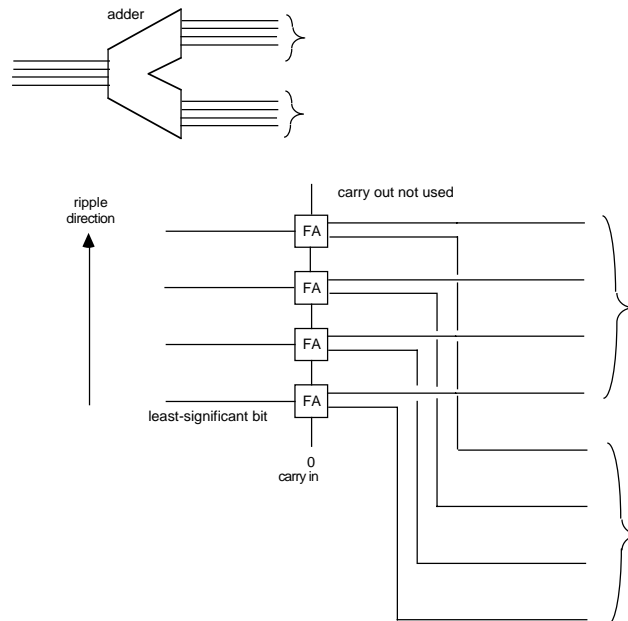 adder
carry out not used
ripple
direction
FA
FA
FA
FA
least-significant bit
0
carry in